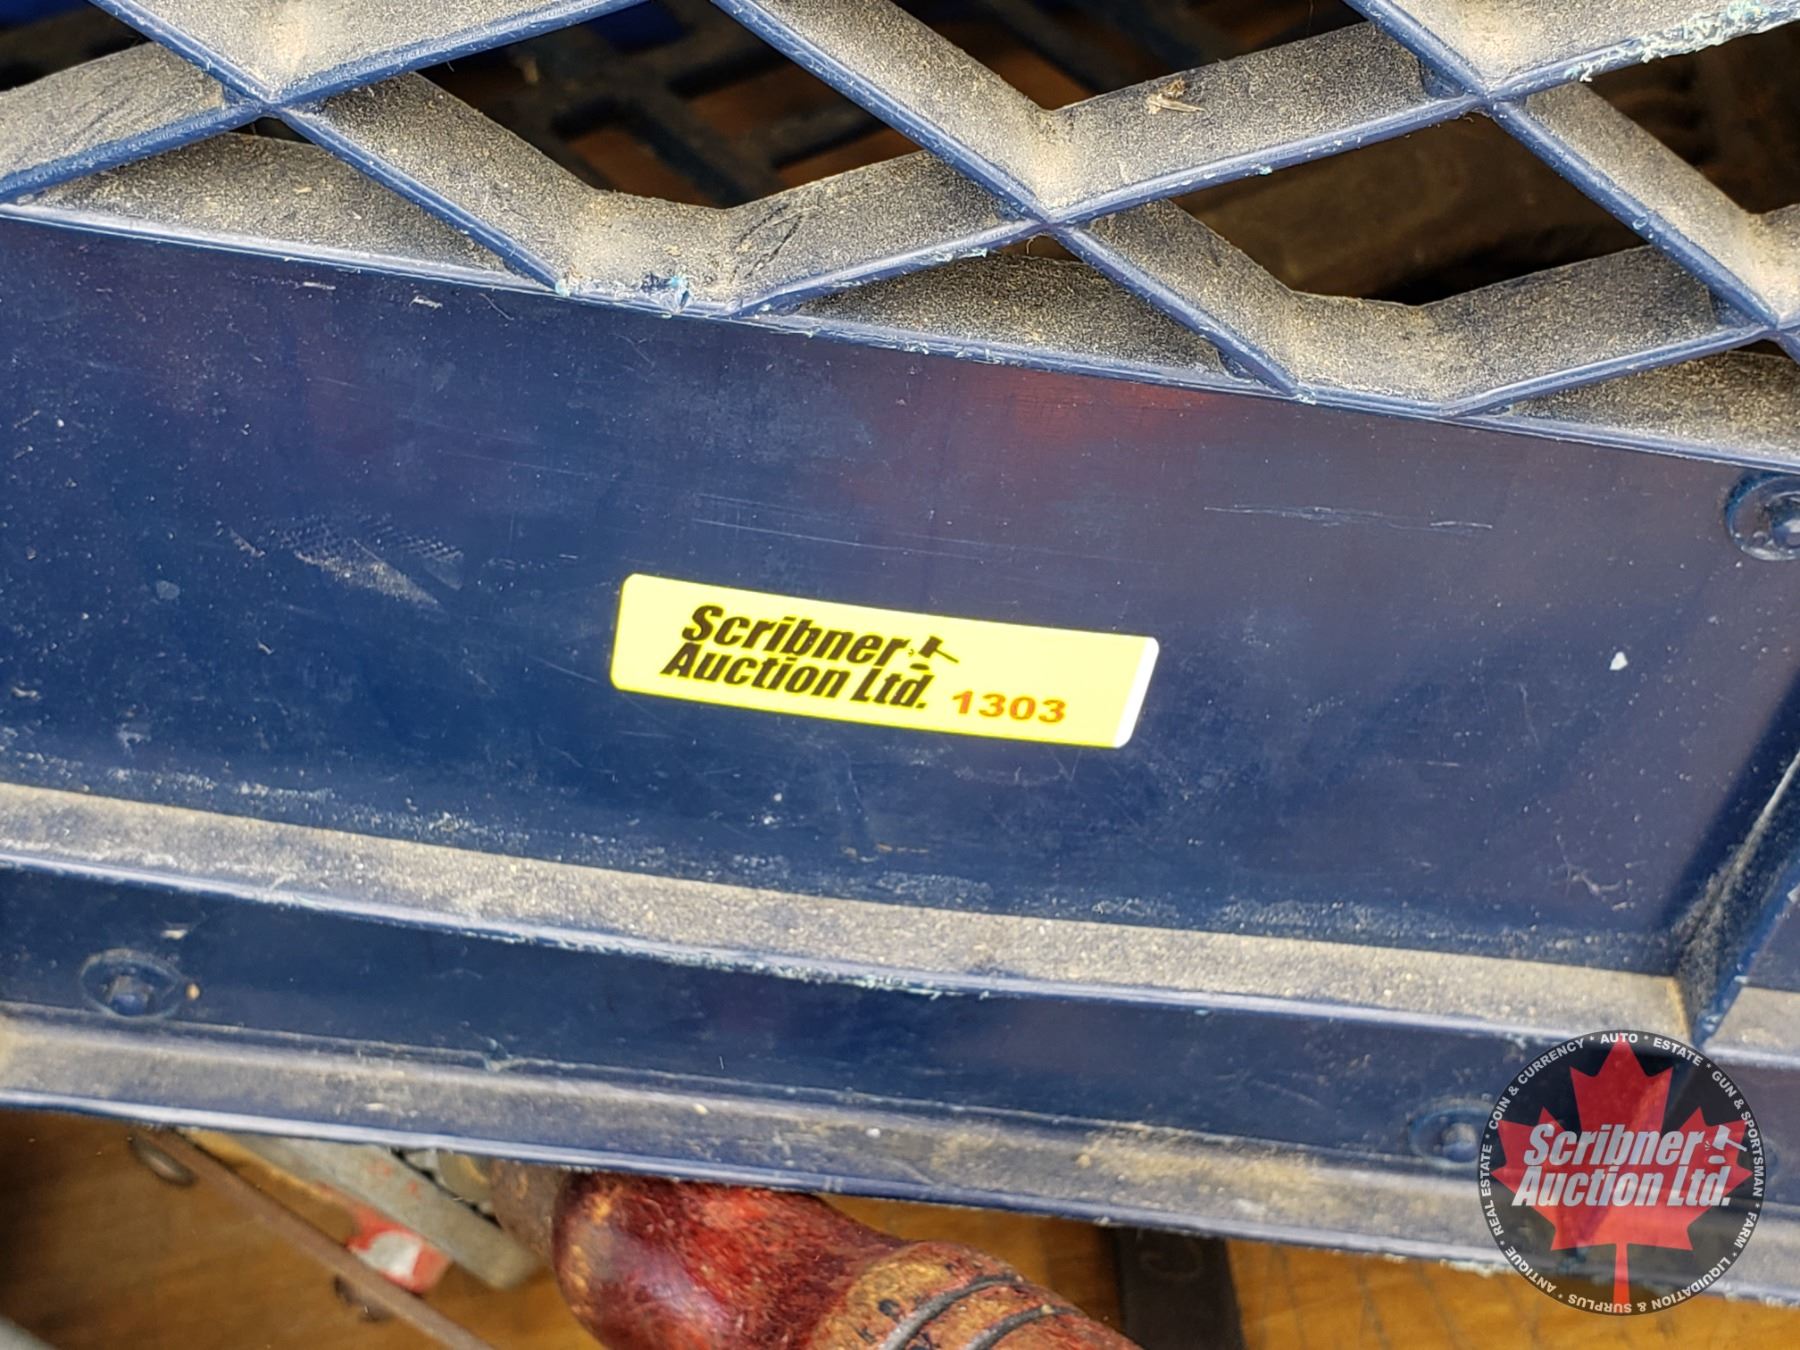 Scribner
Auction Ltd. 1303
COIN & CURRENCY * AUTO * ESTATE * GUN & SPORTSMAN * FARM * LIQUIDATION & SURPLUS * ANTIQUE * REAL ESTATE *
Scribner
Auction Ltd.